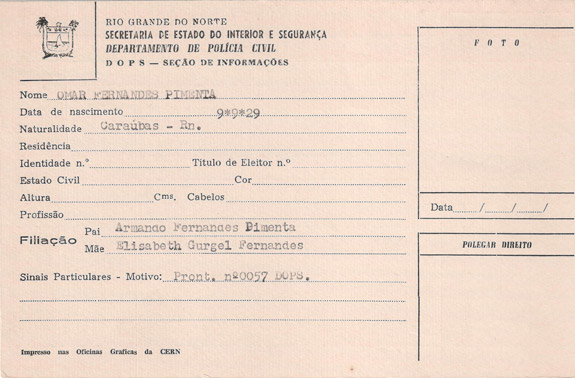 RIO GRANDE DO NORTE
SECRETARIA DE ESTADO DO INTERIOR E SEGURANÇA
DEPARTAMENTO DE POLÍCIA CIVIL
DOPS — SEÇÃO DE INFORMAÇÕES
FOTO
Nome OMAR FERNANDES PIMENTA
Data de nascimento 9*9*29
Naturalidade Caraúbas - Rn.
Residência
Identidade n.º Título de Eleitor n.º
Estado Civil Cor
Altura Cms. Cabelos
Profissão
Data / / /
Filiação
Pai Armando Fernandes Pimenta
Mãe Elisabeth Gurgel Fernandes
POLEGAR DIREITO
Sinais Particulares - Motivo: Pront. nº0057 DOPS.
Impresso nas Oficinas Graficas da CERN